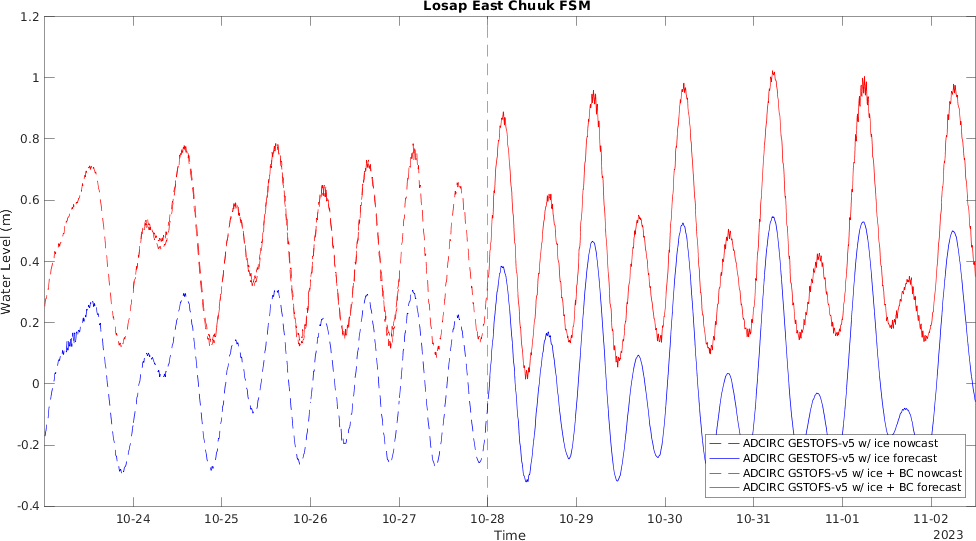 Losap East Chuuk FSM
1.2
1
0.8
0.6
0.4
0.2
0
-0.2
-0.4
Water Level (m)
ADCIRC GESTOFS-v5 w/ ice nowcast
ADCIRC GESTOFS-v5 w/ ice forecast
ADCIRC GSTOFS-v5 w/ ice + BC nowcast
ADCIRC GSTOFS-v5 w/ ice + BC forecast
10-24 10-25 10-26 10-27 10-28 10-29 10-30 10-31 11-01 11-02
Time
2023